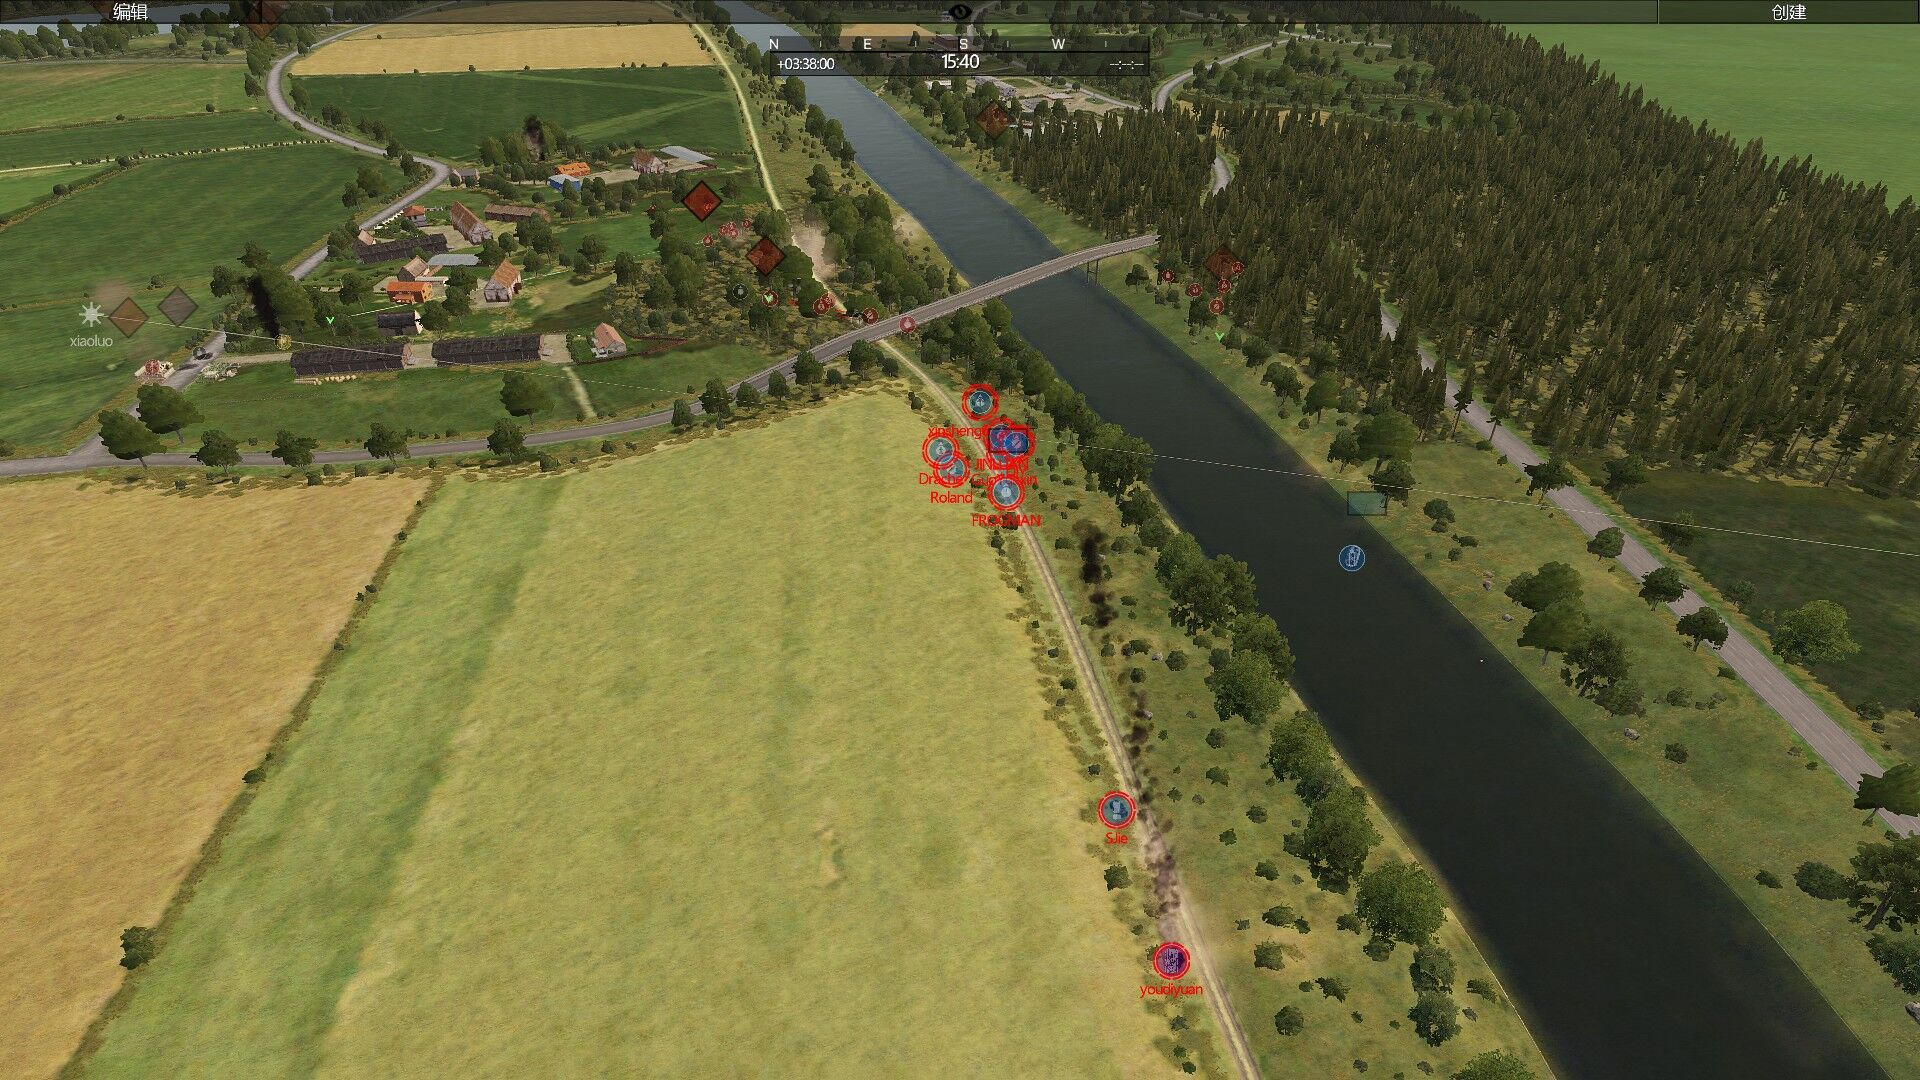 编辑
创建
N E S W
+03:38:00 15:40 --:--:--
xiaoluo
Roland
FROGMAN
SJie
youdiyuan